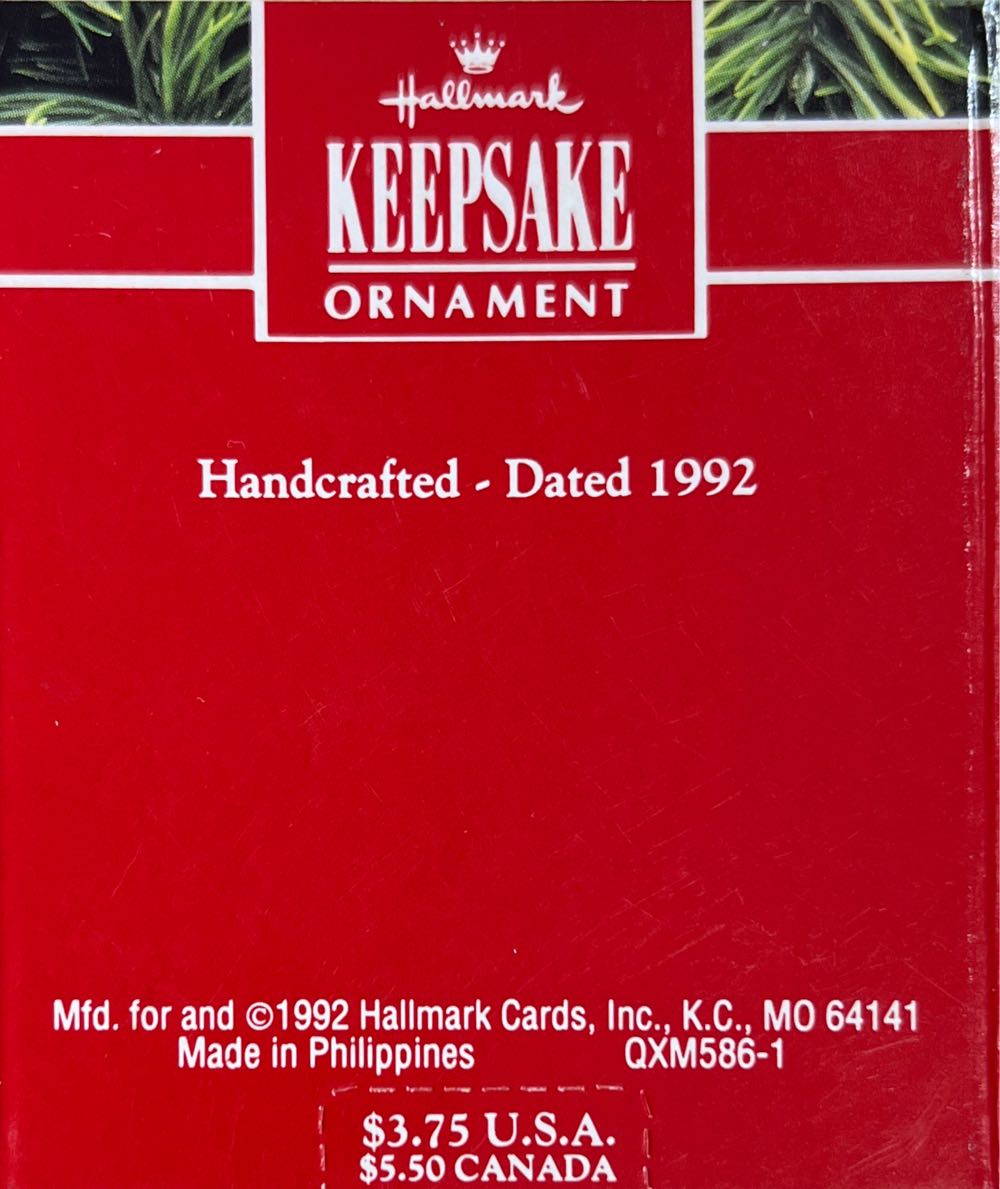 Hallmark
KEEPSAKE
ORNAMENT
Handcrafted - Dated 1992
Mfd. for and ©1992 Hallmark Cards, Inc., K.C., MO 64141
Made in Philippines QXM586-1
$3.75 U.S.A.
$5.50 CANADA